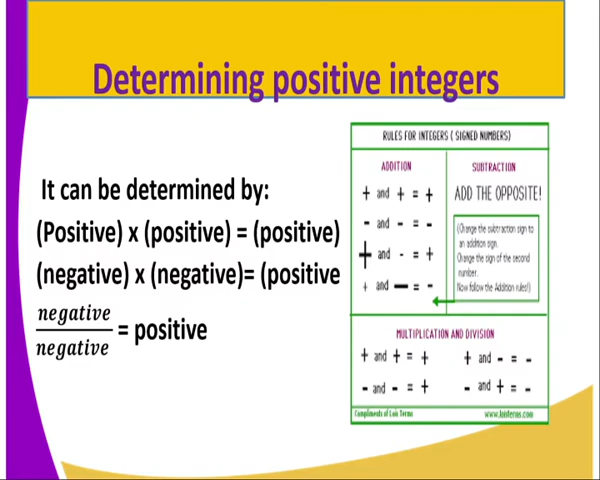 Determining positive integers
It can be determined by:
(Positive) x (positive) = (positive)
(negative) x (negative)= (positive
negative
negative
= positive
RULES FOR INTEGERS ( SIGNED NUMBERS)
ADDITION
+ and + = +
- and - = -
+ and - = +
+ and - = -
SUBTRACTION
ADD THE OPPOSITE!
(Change the subtraction sign to
an addition sign.
Change the sign of the second
number.
Now follow the Addition rules!)
MULTIPLICATION AND DIVISION
+ and + = +
- and - = +
+ and - = -
- and + = -
Compliments of Lois Terms
www.loisterms.com